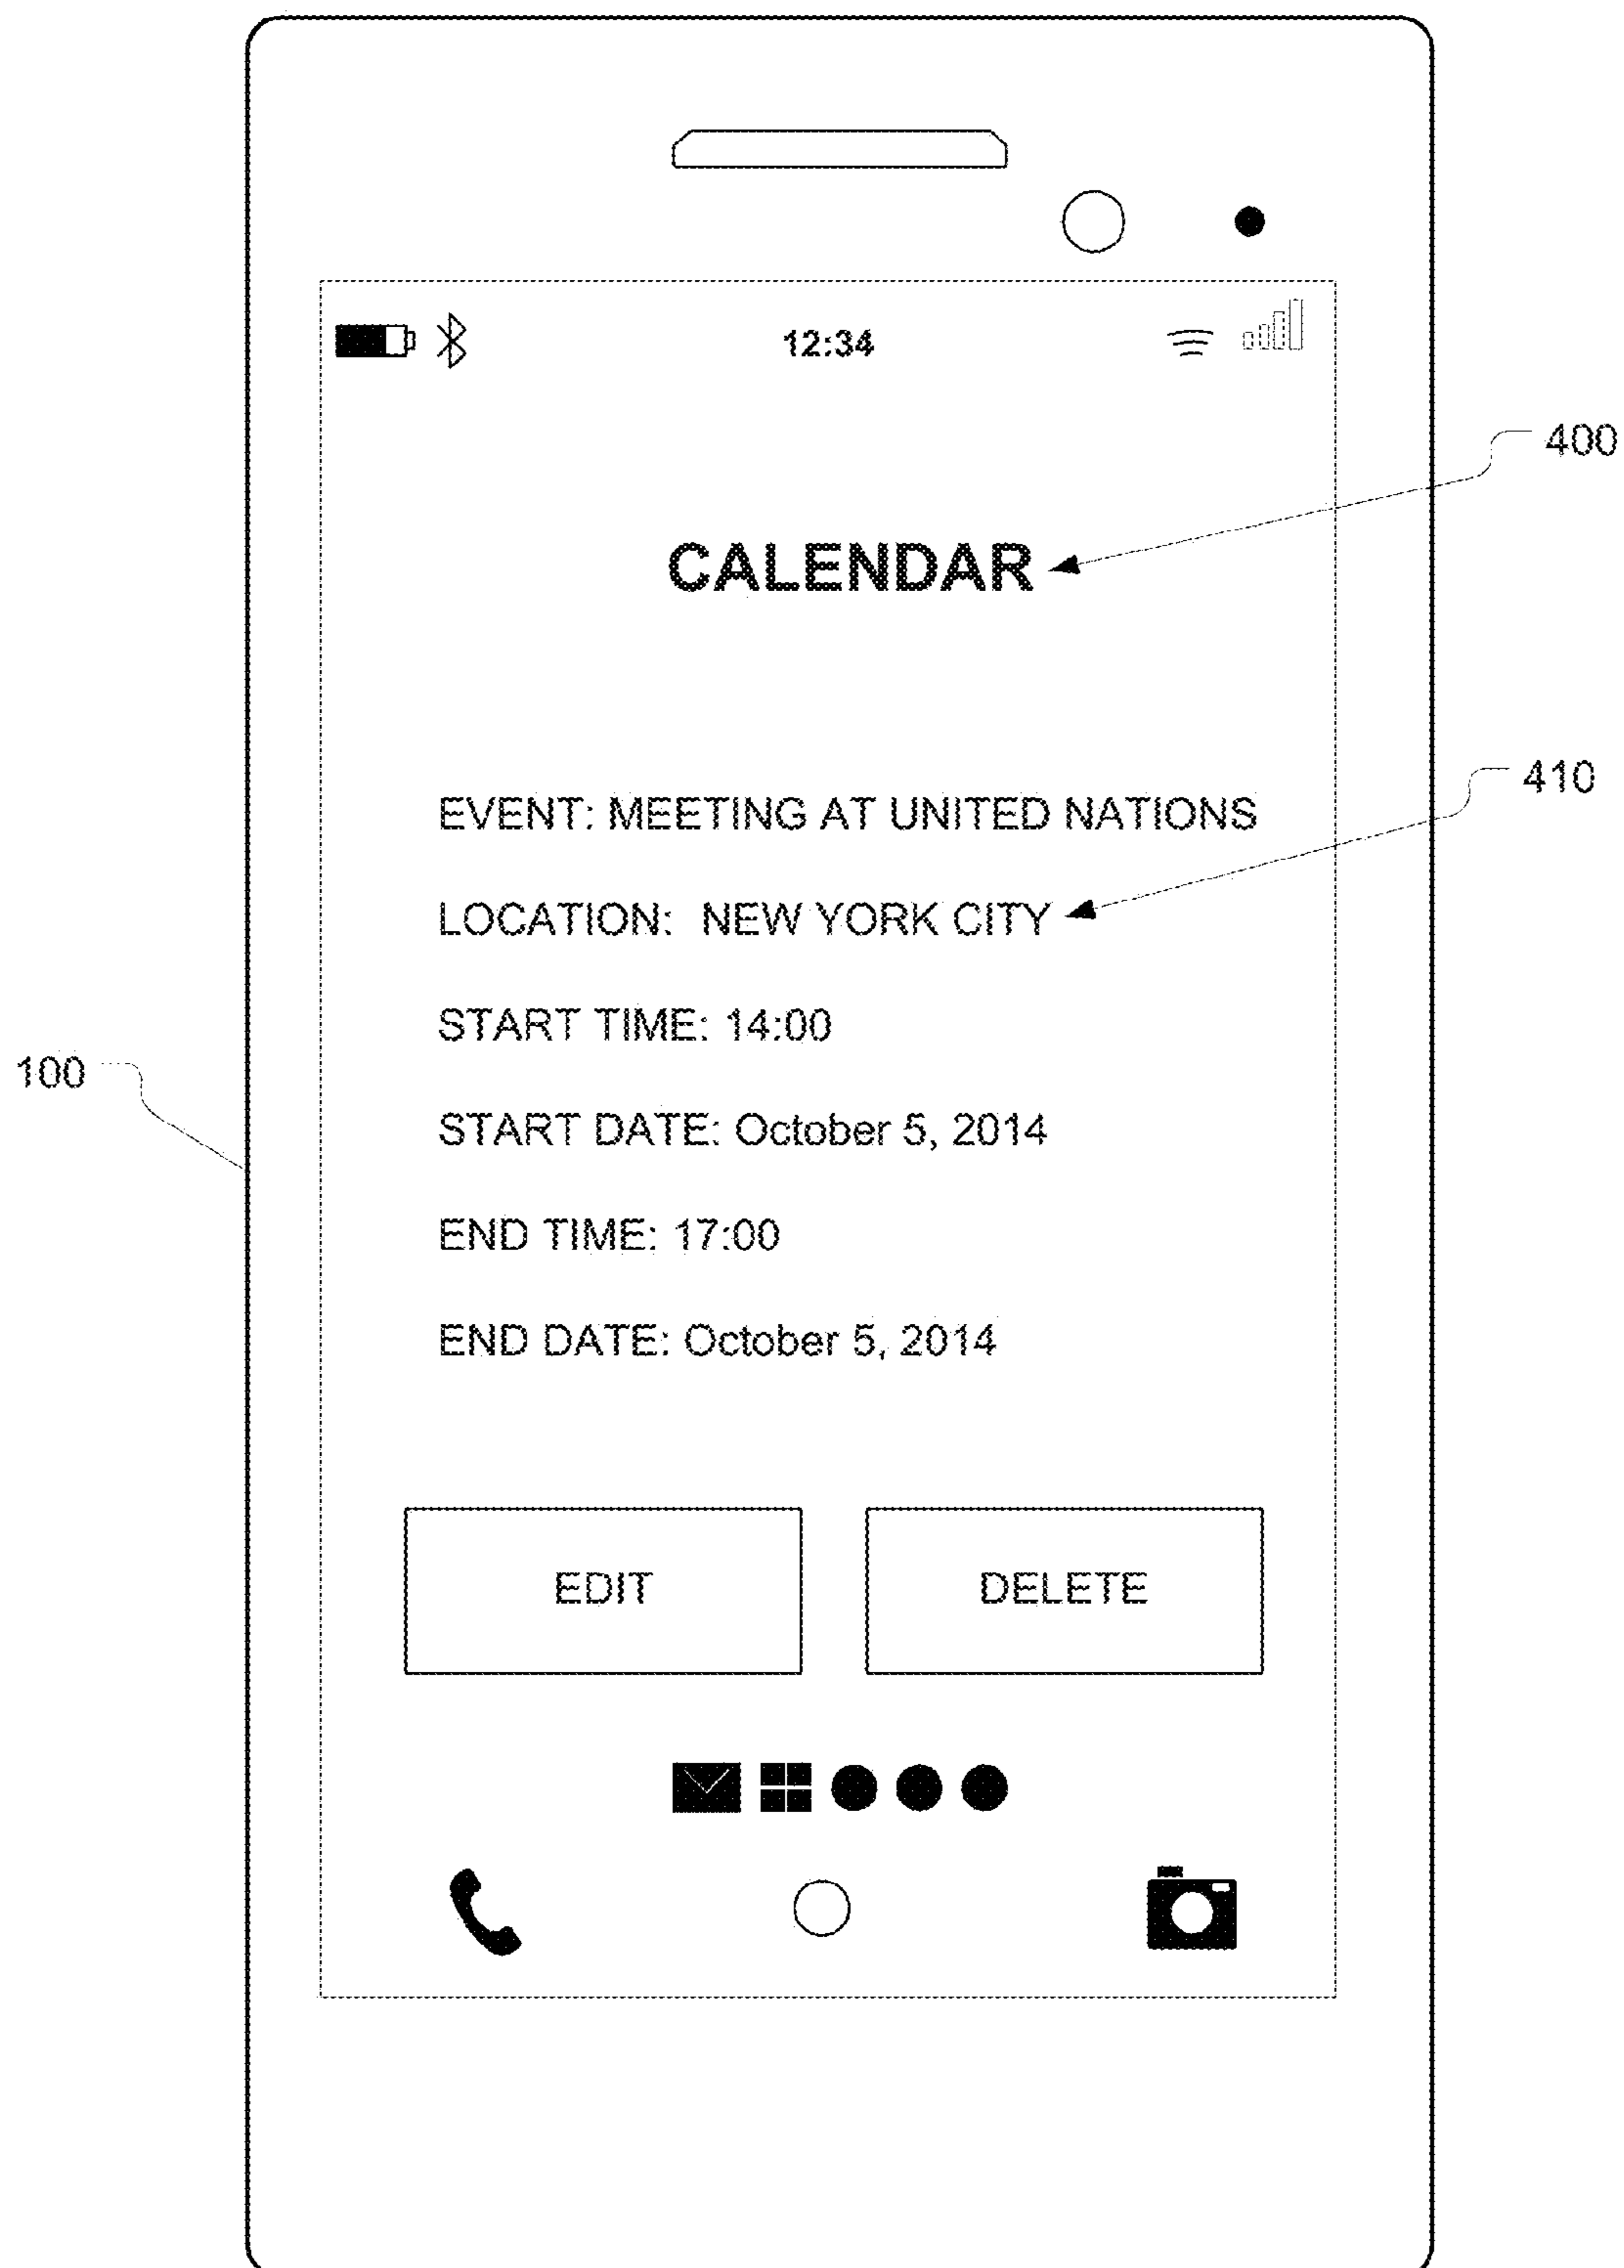 12:34
400
CALENDAR
410
EVENT: MEETING AT UNITED NATIONS
LOCATION: NEW YORK CITY
START TIME: 14:00
100
START DATE: October 5, 2014
END TIME: 17:00
END DATE: October 5, 2014
EDIT
DELETE